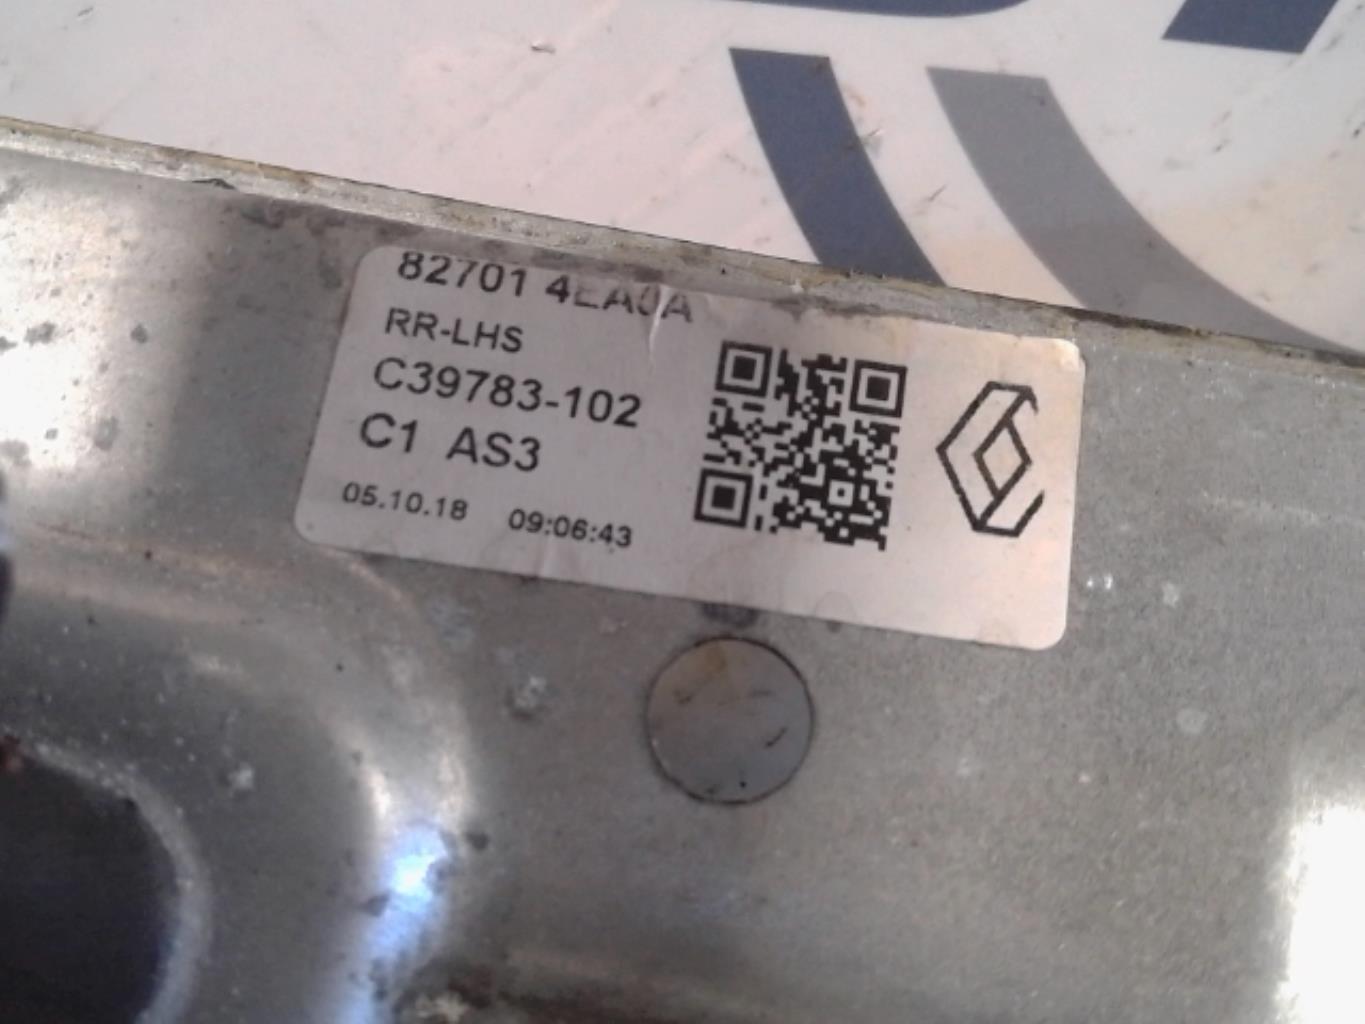 82701 4EA0A
RR-LHS
C39783-102
C1 AS3
05.10.18 09:06:43